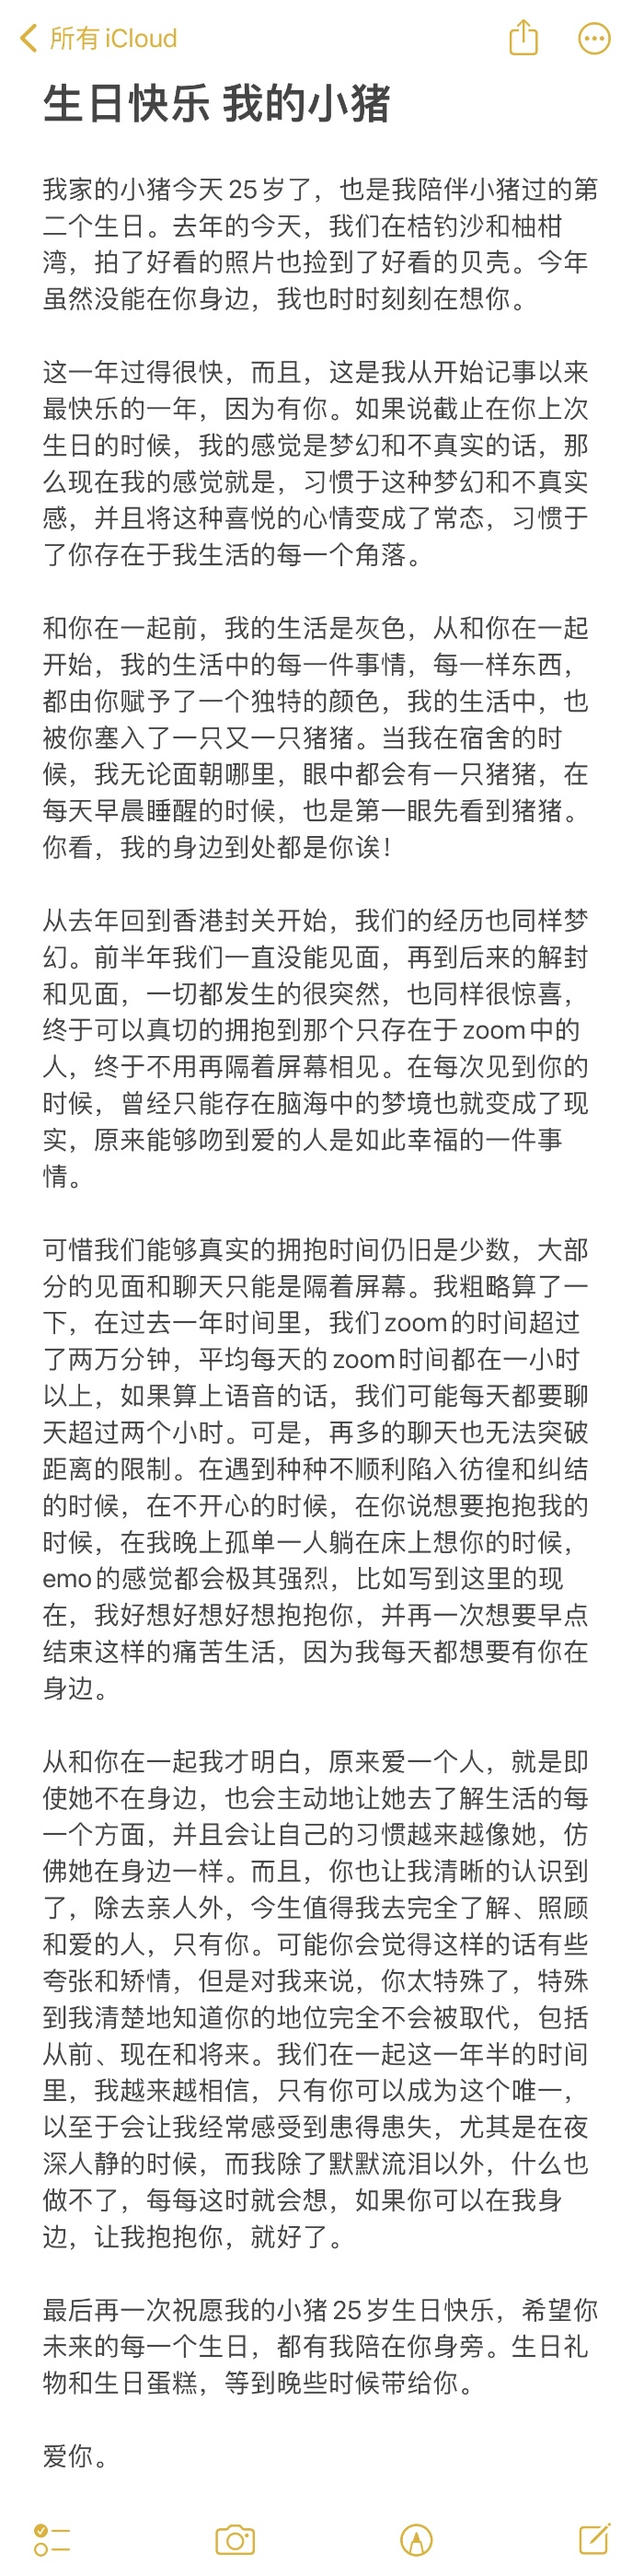 所有 iCloud
生日快乐 我的小猪
我家的小猪今天25岁了，也是我陪伴小猪过的第
二个生日。去年的今天，我们在桔钓沙和柚柑
湾，拍了好看的照片也捡到了好看的贝壳。今年
虽然没能在你身边，我也时时刻刻在想你。
这一年过得很快，而且，这是我从开始记事以来
最快乐的一年，因为有你。如果说截止在你上次
生日的时候，我的感觉是梦幻和不真实的话，那
么现在我的感觉就是，习惯于这种梦幻和不真实
感，并且将这种喜悦的心情变成了常态，习惯于
了你存在于我生活的每一个角落。
和你在一起前，我的生活是灰色，从和你在一起
开始，我的生活中的每一件事情，每一样东西，
都由你赋予了一个独特的颜色，我的生活中，也
被你塞入了一只又一只猪猪。当我在宿舍的时
候，我无论面朝哪里，眼中都会有一只猪猪，在
每天早晨睡醒的时候，也是第一眼先看到猪猪。
你看，我的身边到处都是你诶！
从去年回到香港封关开始，我们的经历也同样梦
幻。前半年我们一直没能见面，再到后来的解封
和见面，一切都发生的很突然，也同样很惊喜，
终于可以真切的拥抱到那个只存在于zoom中的
人，终于不用再隔着屏幕相见。在每次见到你的
时候，曾经只能存在脑海中的梦境也就变成了现
实，原来能够吻到爱的人是如此幸福的一件事
情。
可惜我们能够真实的拥抱时间仍旧是少数，大部
分的见面和聊天只能是隔着屏幕。我粗略算了一
下，在过去一年时间里，我们zoom的时间超过
了两万分钟，平均每天的zoom时间都在一小时
以上，如果算上语音的话，我们可能每天都要聊
天超过两个小时。可是，再多的聊天也无法突破
距离的限制。在遇到种种不顺利陷入彷徨和纠结
的时候，在不开心的时候，在你说想要抱抱我的
时候，在我晚上孤单一人躺在床上想你的时候，
emo的感觉都会极其强烈，比如写到这里的现
在，我好想好想好想抱抱你，并再一次想要早点
结束这样的痛苦生活，因为我每天都想要有你在
身边。
从和你在一起我才明白，原来爱一个人，就是即
使她不在身边，也会主动地让她去了解生活的每
一个方面，并且会让自己的习惯越来越像她，仿
佛她在身边一样。而且，你也让我清晰的认识到
了，除去亲人外，今生值得我去完全了解、照顾
和爱的人，只有你。可能你会觉得这样的话有些
夸张和矫情，但是对我来说，你太特殊了，特殊
到我清楚地知道你的地位完全不会被取代，包括
从前、现在和将来。我们在一起这一年半的时间
里，我越来越相信，只有你可以成为这个唯一，
以至于会让我经常感受到患得患失，尤其是在夜
深人静的时候，而我除了默默流泪以外，什么也
做不了，每每这时就会想，如果你可以在我身
边，让我抱抱你，就好了。
最后再一次祝愿我的小猪25岁生日快乐，希望你
未来的每一个生日，都有我陪在你身旁。生日礼
物和生日蛋糕，等到晚些时候带给你。
爱你。